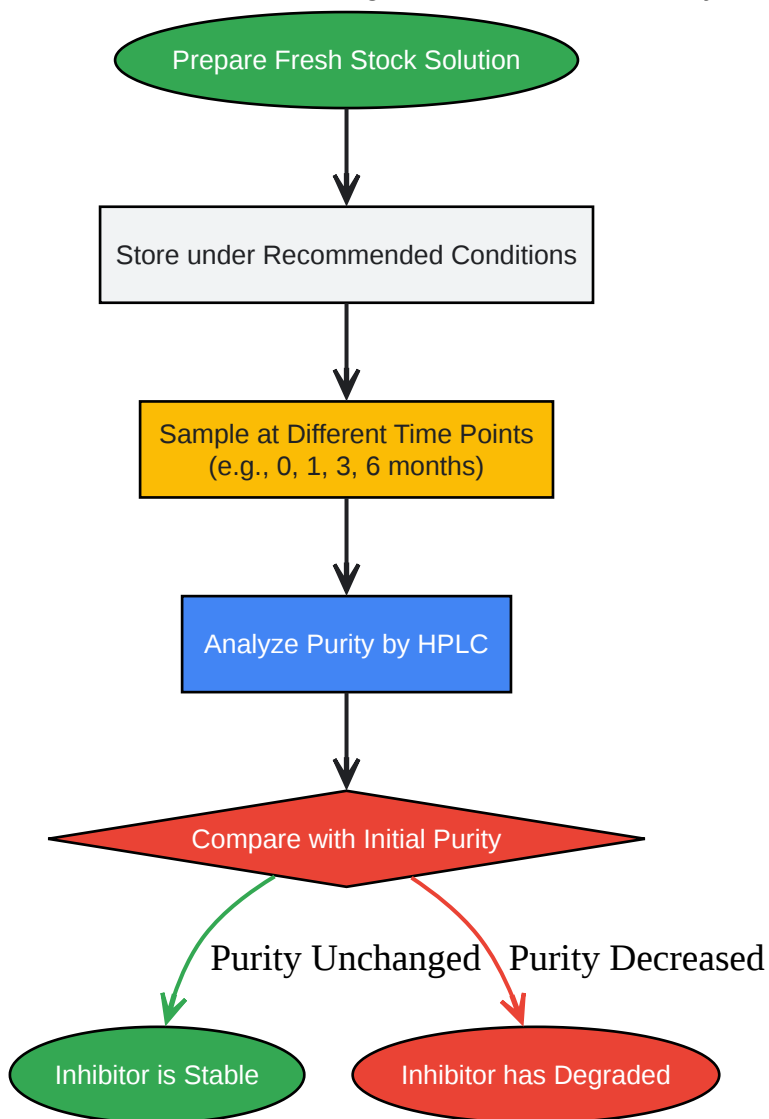 Prepare Fresh Stock Solution
Store under Recommended Conditions
Sample at Different Time Points
(e.g., 0, 1, 3, 6 months)
Analyze Purity by HPLC
Compare with Initial Purity
Purity Unchanged
Purity Decreased
Inhibitor is Stable
Inhibitor has Degraded